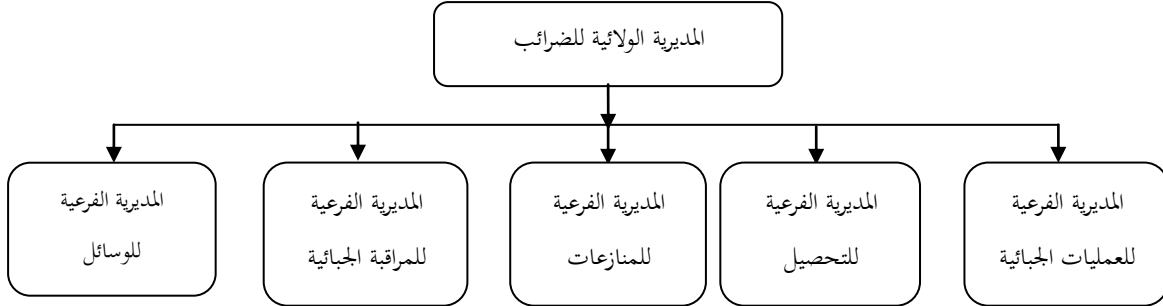 المديرية الولائية للضرائب
المديرية الفرعية
للعمليات الجبائية
المديرية الفرعية
للتحصيل
المديرية الفرعية
للمنازعات
المديرية الفرعية
للمراقبة الجبائية
المديرية الفرعية
للوسائل